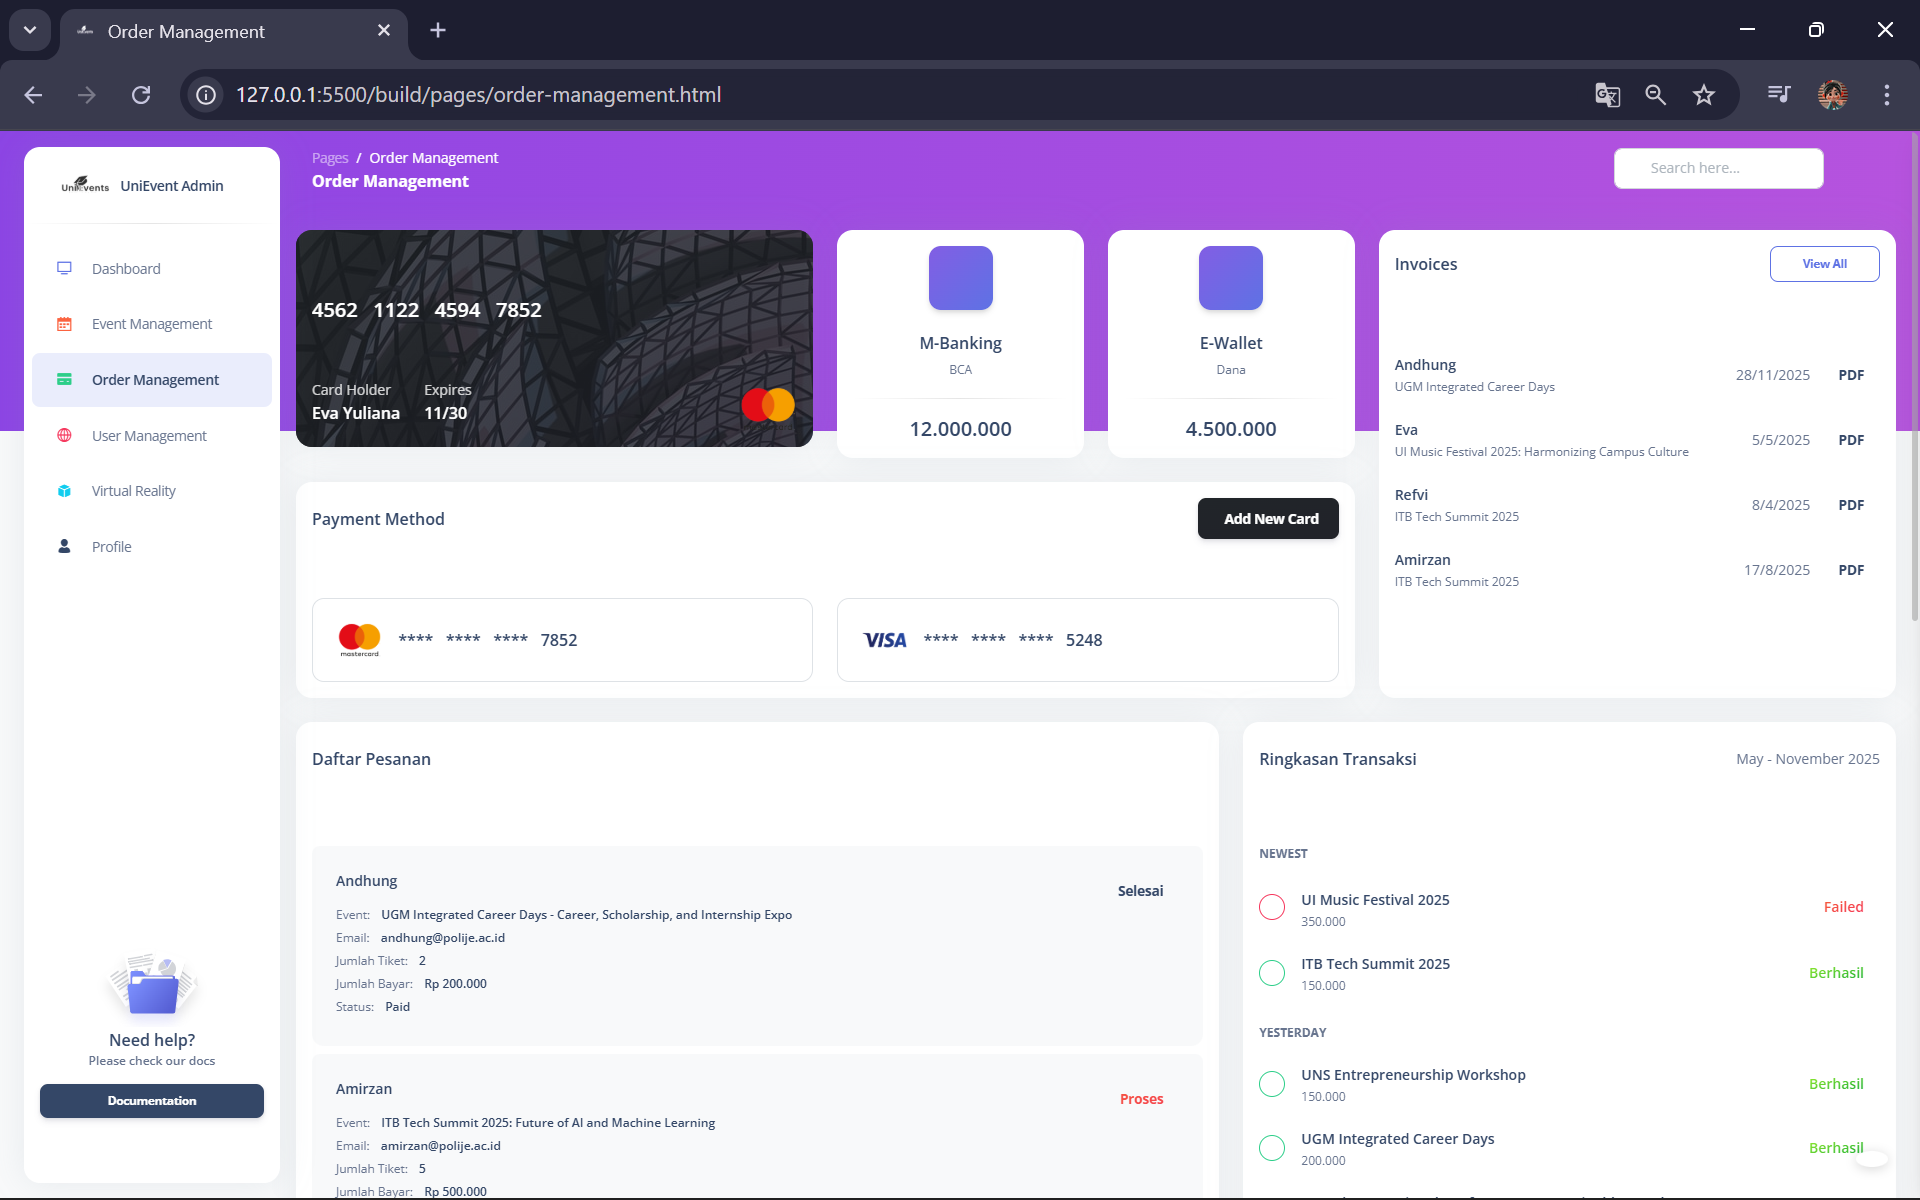 Order Management
127.0.0.1:5500/build/pages/order-management.html
UniEvents UniEvent Admin
Dashboard
Event Management
Order Management
User Management
Virtual Reality
Profile
Need help?
Please check our docs
Documentation
Pages / Order Management
Order Management
Search here...
4562 1122 4594 7852
Card Holder Expires
Eva Yuliana 11/30
M-Banking
BCA
12.000.000
E-Wallet
Dana
4.500.000
Invoices
View All
Andhung
UGM Integrated Career Days
28/11/2025 PDF
Eva
UI Music Festival 2025: Harmonizing Campus Culture
5/5/2025 PDF
Refvi
ITB Tech Summit 2025
8/4/2025 PDF
Amirzan
ITB Tech Summit 2025
17/8/2025 PDF
Payment Method
Add New Card
mastercard **** **** **** 7852
VISA **** **** **** 5248
Daftar Pesanan
Andhung
Selesai
Event: UGM Integrated Career Days - Career, Scholarship, and Internship Expo
Email: andhung@polije.ac.id
Jumlah Tiket: 2
Jumlah Bayar: Rp 200.000
Status: Paid
Amirzan
Proses
Event: ITB Tech Summit 2025: Future of AI and Machine Learning
Email: amirzan@polije.ac.id
Jumlah Tiket: 5
Jumlah Bayar: Rp 500.000
Ringkasan Transaksi
May - November 2025
NEWEST
UI Music Festival 2025
350.000
Failed
ITB Tech Summit 2025
150.000
Berhasil
YESTERDAY
UNS Entrepreneurship Workshop
150.000
Berhasil
UGM Integrated Career Days
200.000
Berhasil